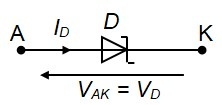 A I_D D K
V_AK = V_D